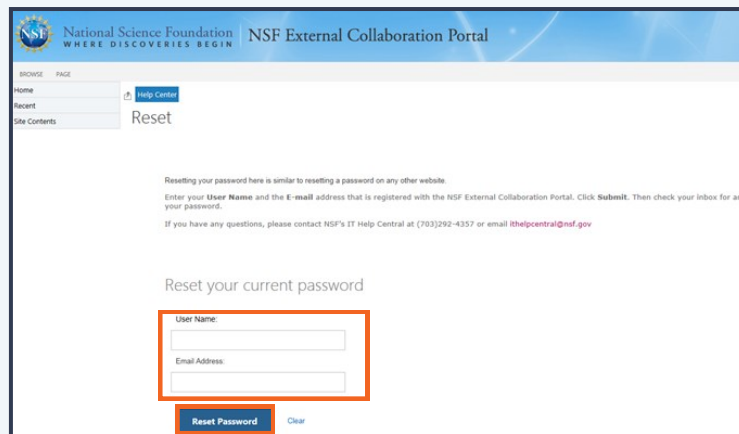 NSF
National Science Foundation
WHERE DISCOVERIES BEGIN
NSF External Collaboration Portal
BROWSE PAGE
Home
Recent
Site Contents
Help Center
Reset
Resetting your password here is similar to resetting a password on any other website.
Enter your User Name and the E-mail address that is registered with the NSF External Collaboration Portal. Click Submit. Then check your inbox for
your password.
If you have any questions, please contact NSF's IT Help Central at (703)292-4357 or email ithelpcentral@nsf.gov
Reset your current password
User Name:
Email Address:
Reset Password Clear